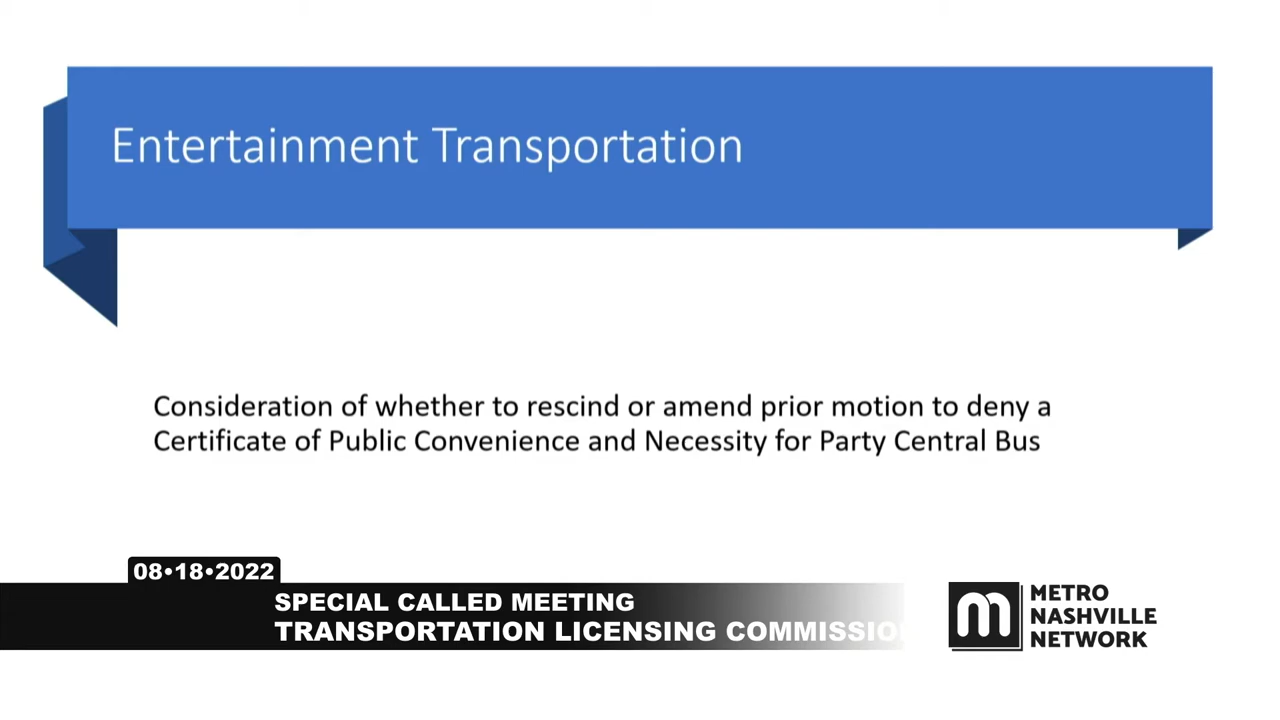 Entertainment Transportation
Consideration of whether to rescind or amend prior motion to deny a
Certificate of Public Convenience and Necessity for Party Central Bus
08•18•2022
SPECIAL CALLED MEETING
TRANSPORTATION LICENSING COMMISSIO
METRO
NASHVILLE
NETWORK